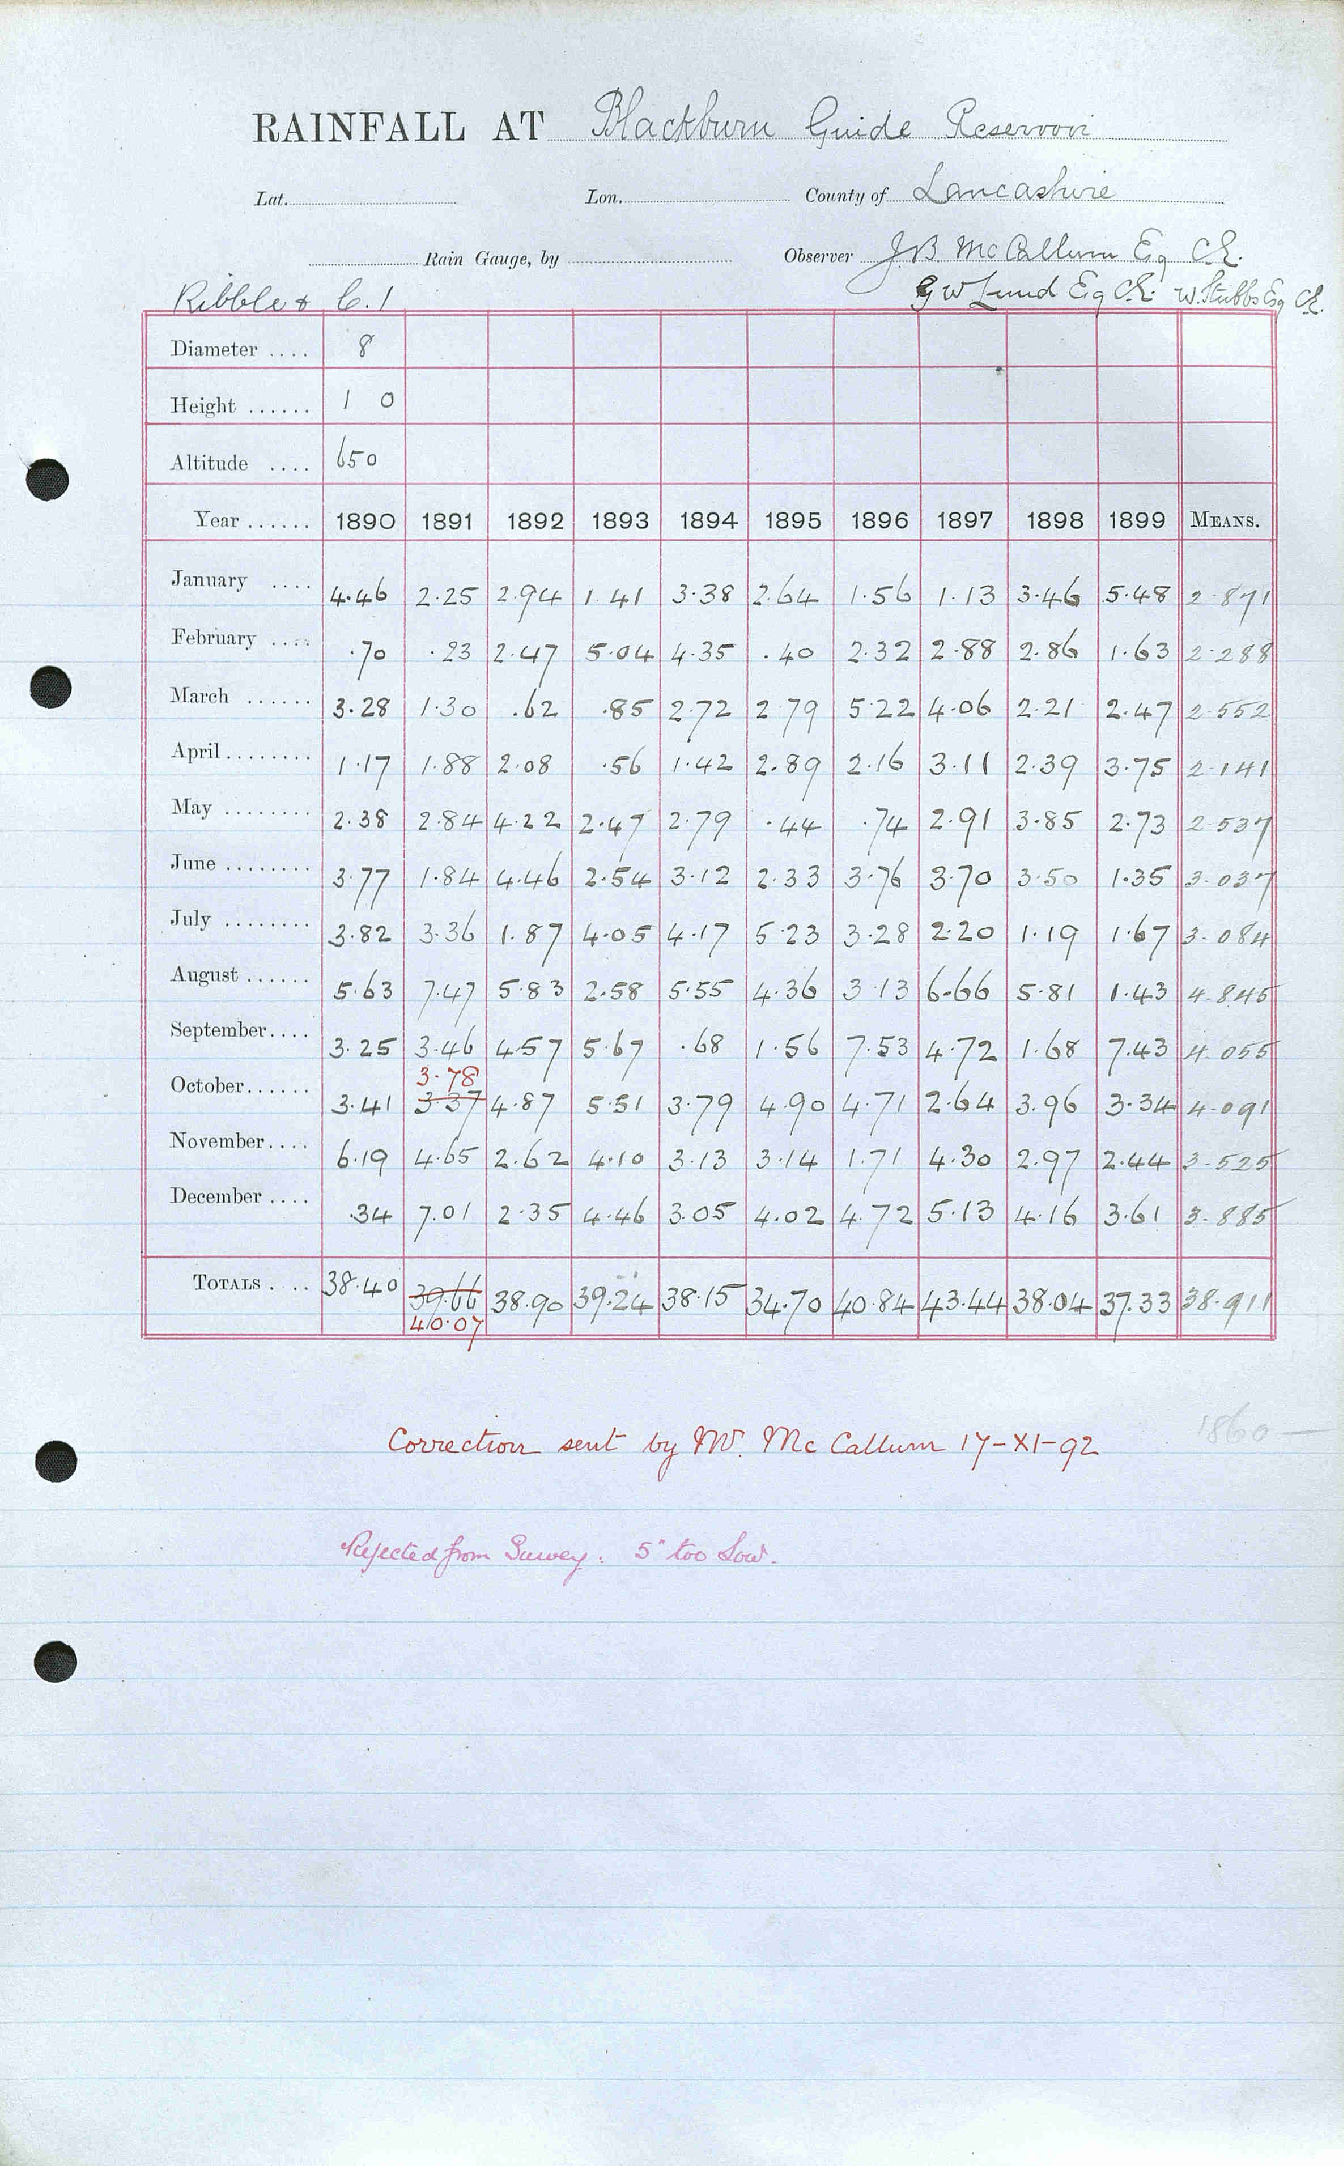 RAINFALL AT Blackburn Guide Reservoir
Lat. Lon. County of Lancashire
Rain Gauge, by Observer J B McCallum Esq C.E.
Ribble & C. 1 G W Lund Esq C.E. W. Stubbs Esq C.E.
Diameter .... 8
Height ...... 1 0
Altitude .... 650
Year ...... 1890 1891 1892 1893 1894 1895 1896 1897 1898 1899 MEANS.
January .... 4.46 2.25 2.94 1.41 3.38 2.64 1.56 1.13 3.46 5.48 2.871
February .... .70 .23 2.47 5.04 4.35 .40 2.32 2.88 2.86 1.63 2.288
March ...... 3.28 1.30 .62 .85 2.72 2.79 5.22 4.06 2.21 2.47 2.552
April ........ 1.17 1.88 2.08 .56 1.42 2.89 2.16 3.11 2.39 3.75 2.141
May ........ 2.38 2.84 4.22 2.47 2.79 .44 .74 2.91 3.85 2.73 2.537
June ........ 3.77 1.84 4.46 2.54 3.12 2.33 3.76 3.70 3.50 1.35 3.037
July ........ 3.82 3.36 1.87 4.05 4.17 5.23 3.28 2.20 1.19 1.67 3.084
August ...... 5.63 7.47 5.83 2.58 5.55 4.36 3.13 6.66 5.81 1.43 4.845
September.... 3.25 3.46 4.57 5.67 .68 1.56 7.53 4.72 1.68 7.43 4.055
3.78
October...... 3.41 3.37 4.87 5.51 3.79 4.90 4.71 2.64 3.96 3.34 4.091
November.... 6.19 4.65 2.62 4.10 3.13 3.14 1.71 4.30 2.97 2.44 3.525
December .... .34 7.01 2.35 4.46 3.05 4.02 4.72 5.13 4.16 3.61 3.885
TOTALS .... 38.40 39.66 38.90 39.24 38.15 34.70 40.84 43.44 38.04 37.33 38.911
40.07
Correction sent by Mr. McCallum 17-XI-92
1860—
Rejected from Survey. 5" too low.